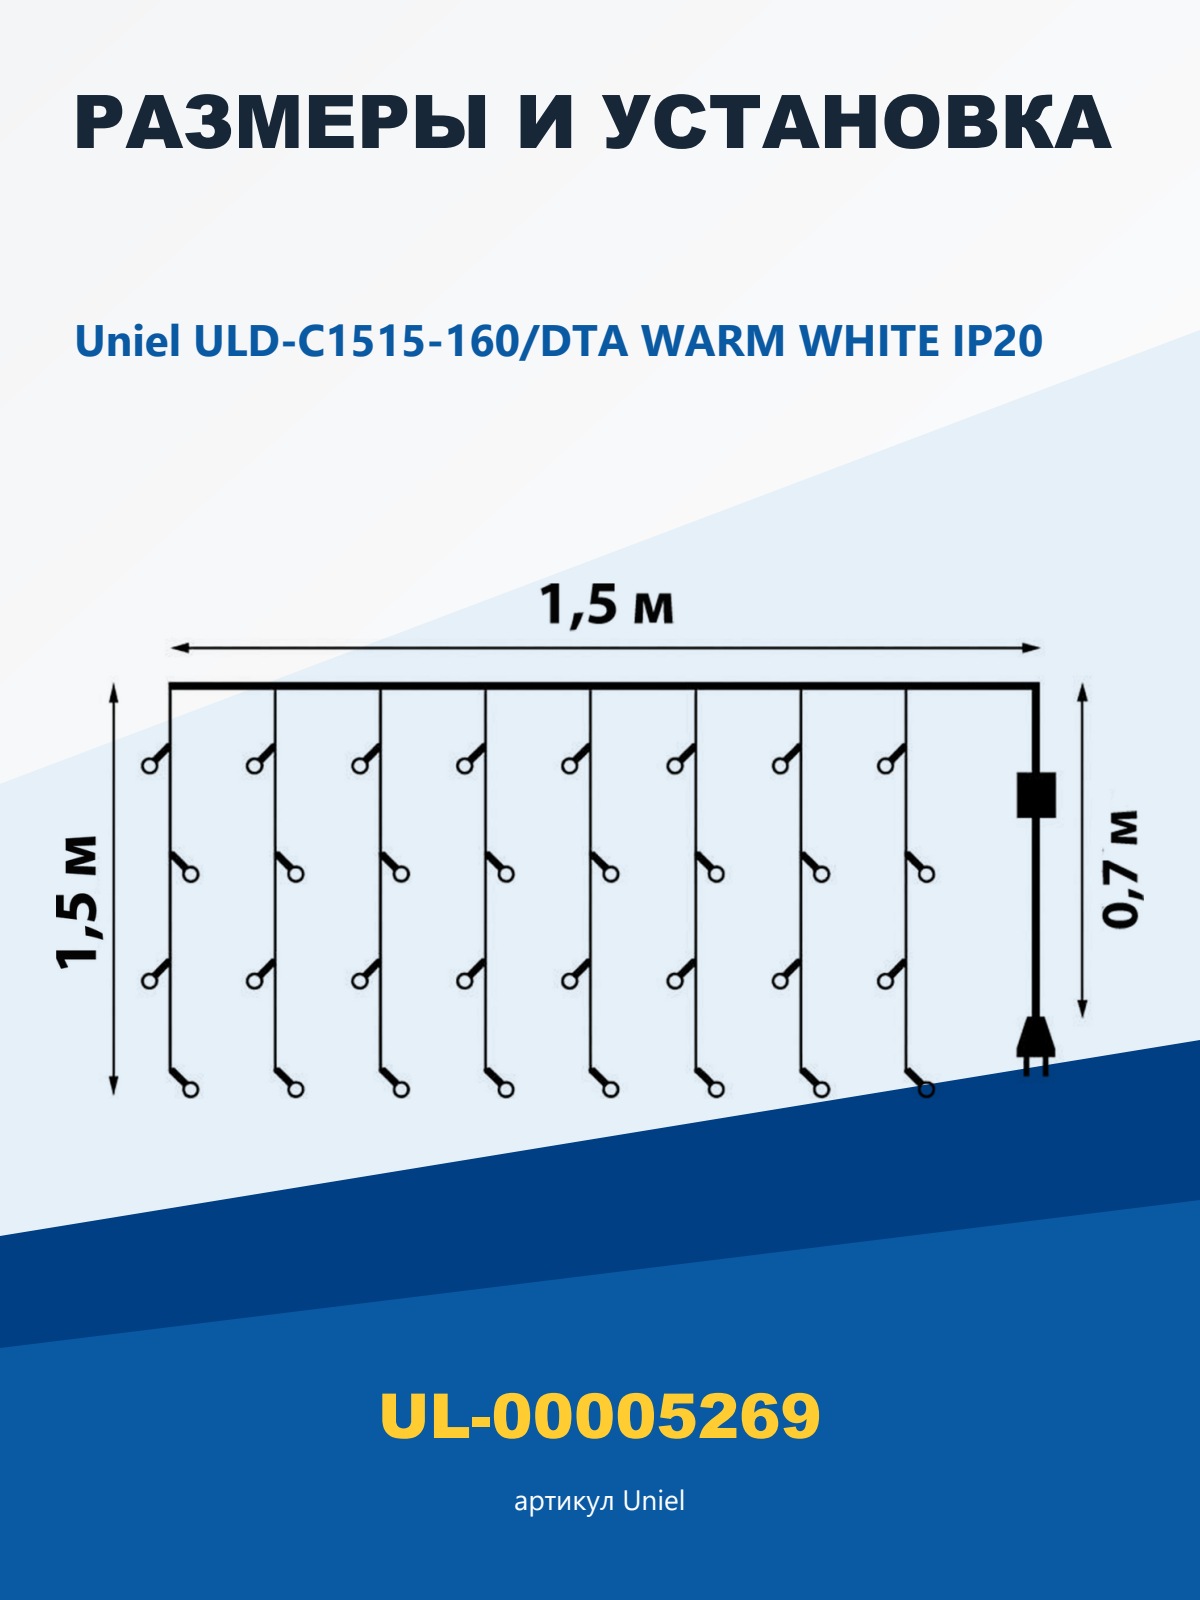 РАЗМЕРЫ И УСТАНОВКА
Uniel ULD-C1515-160/DTA WARM WHITE IP20
1,5 м
1,5 м
0,7 м
UL-00005269
артикул Uniel